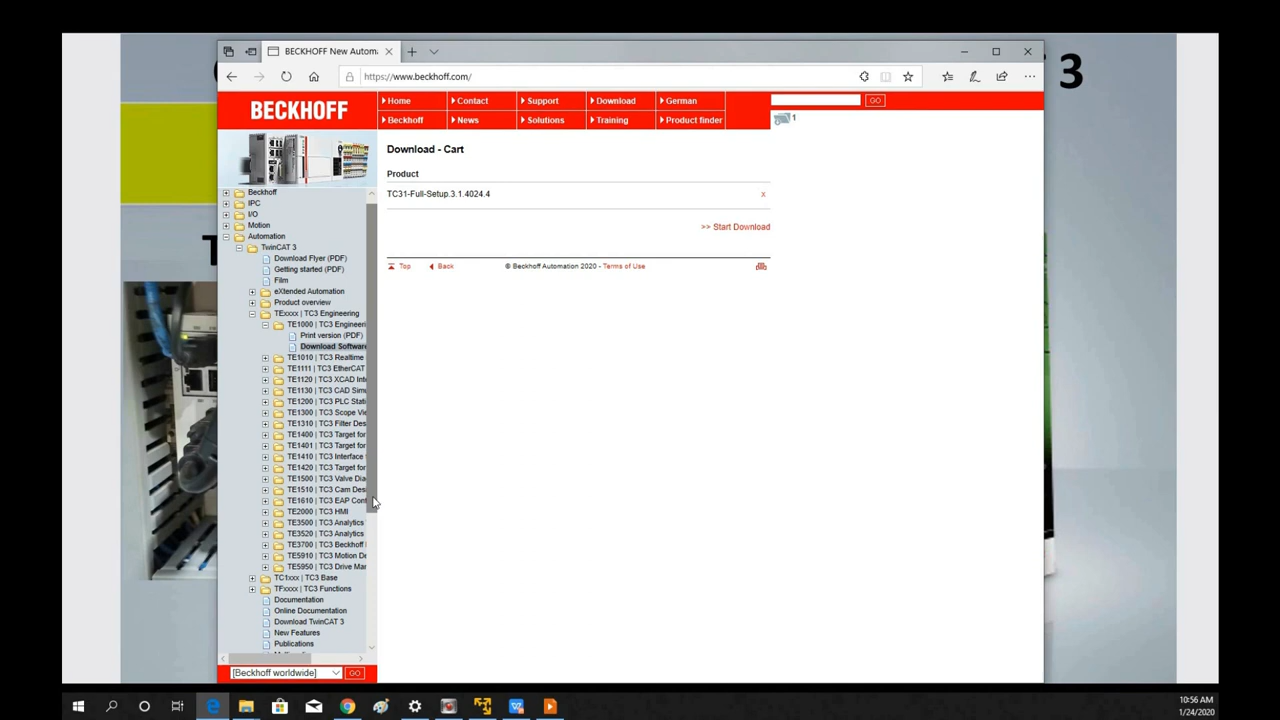 3
BECKHOFF New Autom
https://www.beckhoff.com/
BECKHOFF
Home
Contact
Support
Download
German
GO
Beckhoff
News
Solutions
Training
Product finder
1
Download - Cart
Product
TC31-Full-Setup.3.1.4024.4
x
>> Start Download
Top
Back
© Beckhoff Automation 2020 - Terms of Use
Beckhoff
IPC
I/O
Motion
Automation
TwinCAT 3
Download Flyer (PDF)
Getting started (PDF)
Film
eXtended Automation
Product overview
TExxxx | TC3 Engineering
TE1000 | TC3 Engineeri
Print version (PDF)
Download Software
TE1010 | TC3 Realtime
TE1111 | TC3 EtherCAT
TE1120 | TC3 XCAD Int
TE1130 | TC3 CAD Simu
TE1200 | TC3 PLC Stati
TE1300 | TC3 Scope Vie
TE1310 | TC3 Filter Des
TE1400 | TC3 Target for
TE1401 | TC3 Target for
TE1410 | TC3 Interface
TE1420 | TC3 Target for
TE1500 | TC3 Valve Dia
TE1510 | TC3 Cam Des
TE1610 | TC3 EAP Conf
TE2000 | TC3 HMI
TE3500 | TC3 Analytics
TE3520 | TC3 Analytics
TE3700 | TC3 Beckhoff
TE5910 | TC3 Motion De
TE5950 | TC3 Drive Man
TC1xxx | TC3 Base
TFxxxx | TC3 Functions
Documentation
Online Documentation
Download TwinCAT 3
New Features
Publications
[Beckhoff worldwide]
GO
10:56 AM
1/24/2020